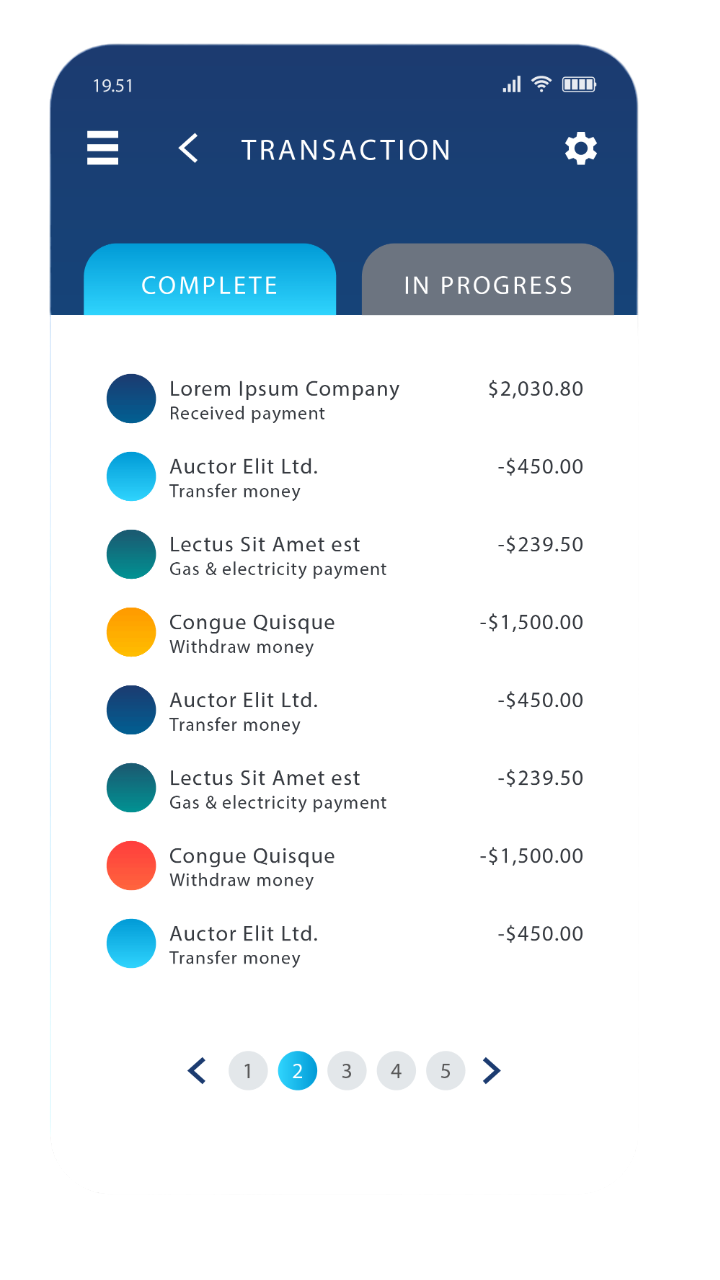 19.51
TRANSACTION
COMPLETE IN PROGRESS
Lorem Ipsum Company $2,030.80
Received payment
Auctor Elit Ltd. -$450.00
Transfer money
Lectus Sit Amet est -$239.50
Gas & electricity payment
Congue Quisque -$1,500.00
Withdraw money
Auctor Elit Ltd. -$450.00
Transfer money
Lectus Sit Amet est -$239.50
Gas & electricity payment
Congue Quisque -$1,500.00
Withdraw money
Auctor Elit Ltd. -$450.00
Transfer money
1 2 3 4 5